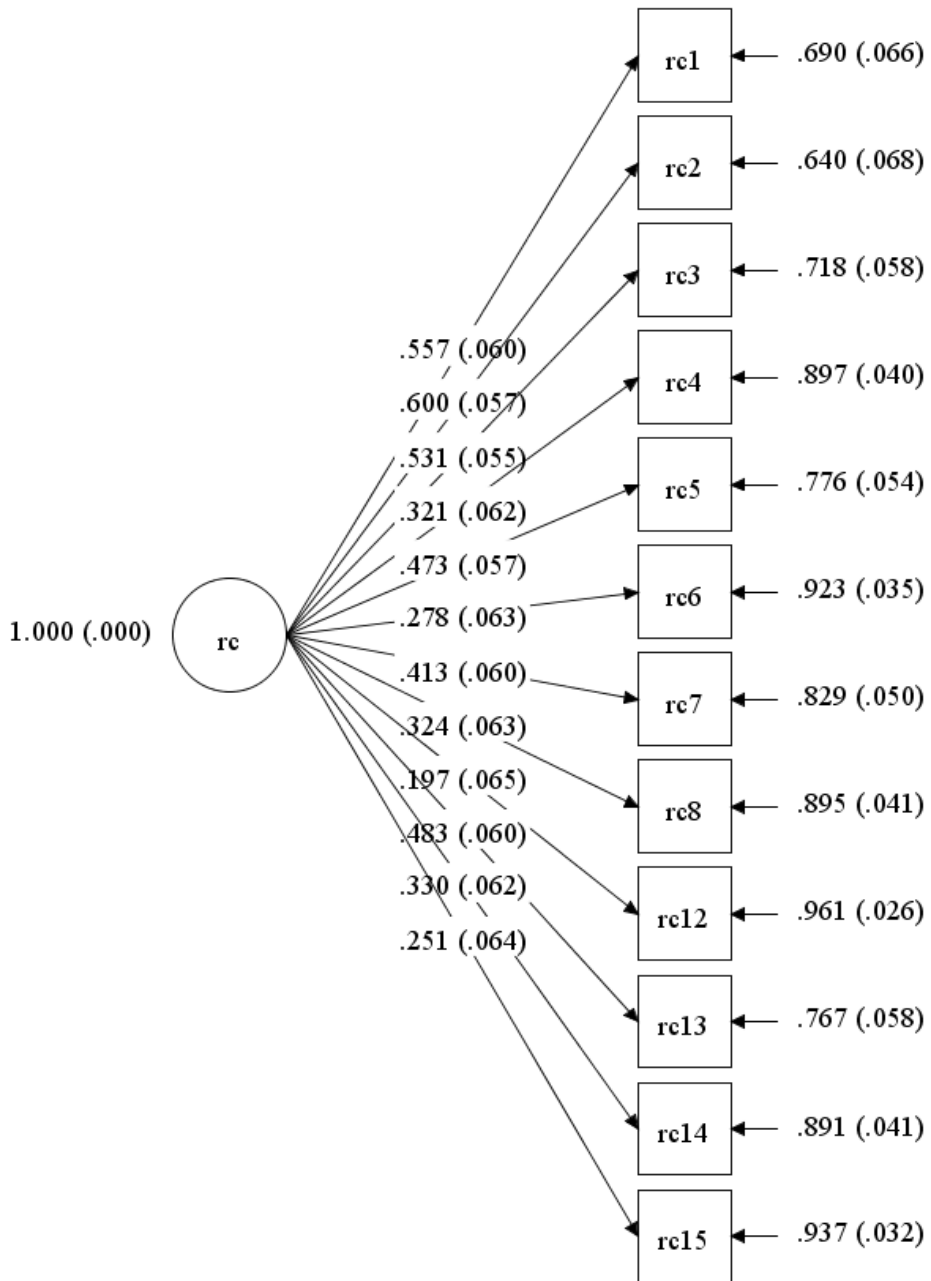 rc1
.690 (.066)
rc2
.640 (.068)
rc3
.718 (.058)
.557 (.060)
rc4
.897 (.040)
.600 (.057)
.531 (.055)
rc5
.776 (.054)
.321 (.062)
.473 (.057)
rc6
.923 (.035)
.278 (.063)
1.000 (.000)
rc
.413 (.060)
rc7
.829 (.050)
.324 (.063)
.197 (.065)
rc8
.895 (.041)
.483 (.060)
.330 (.062)
rc12
.961 (.026)
.251 (.064)
rc13
.767 (.058)
rc14
.891 (.041)
rc15
.937 (.032)